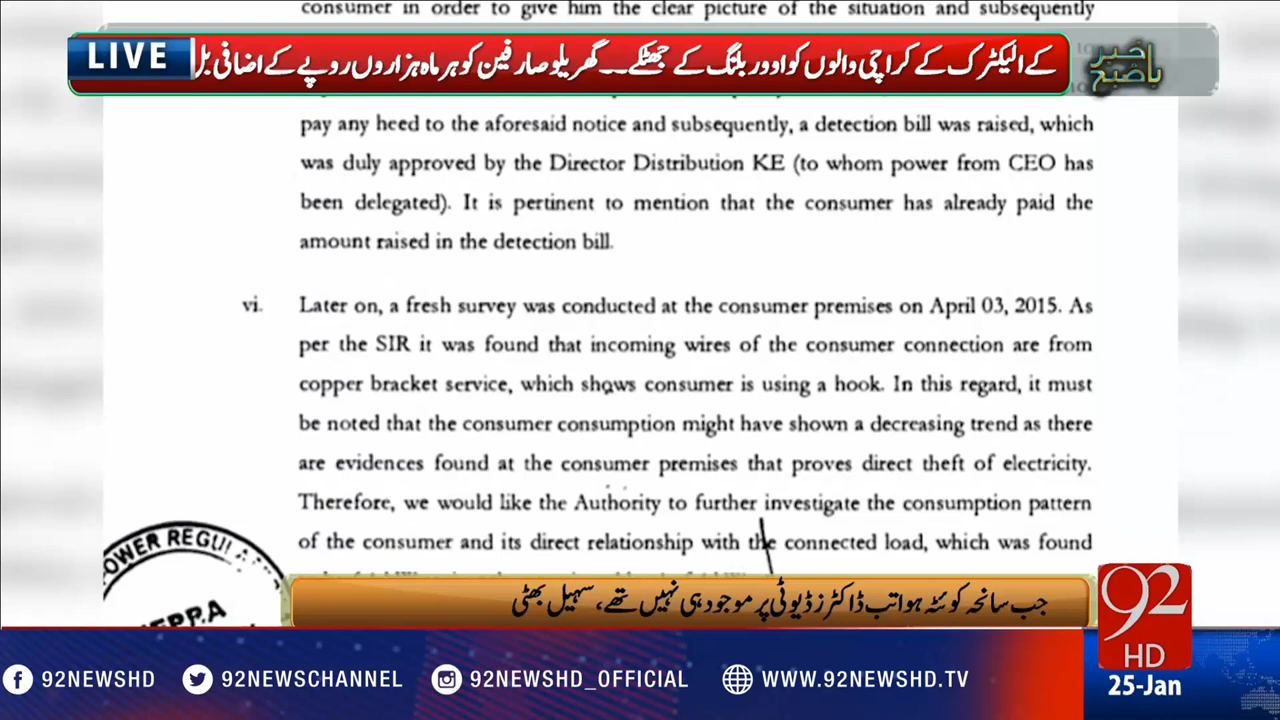 consumer in order to give him the clear picture of the situation and subsequently
LIVE
کے الیکٹرک کے کراچی والوں کو اوور بلنگ کے جھٹکے ۔۔ گھریلو صارفین کو ہر ماہ ہزاروں روپے کے اضافی بل
باخبر صبح
pay any heed to the aforesaid notice and subsequently, a detection bill was raised, which
was duly approved by the Director Distribution KE (to whom power from CEO has
been delegated). It is pertinent to mention that the consumer has already paid the
amount raised in the detection bill.
vi. Later on, a fresh survey was conducted at the consumer premises on April 03, 2015. As
per the SIR it was found that incoming wires of the consumer connection are from
copper bracket service, which shows consumer is using a hook. In this regard, it must
be noted that the consumer consumption might have shown a decreasing trend as there
are evidences found at the consumer premises that proves direct theft of electricity.
Therefore, we would like the Authority to further investigate the consumption pattern
of the consumer and its direct relationship with the connected load, which was found
OWER REGUL
NEPRA
جب سانحہ کوئٹہ ہوا تب ڈاکٹرز ڈیوٹی پر موجود ہی نہیں تھے، سہیل بھٹی
92
HD
25-Jan
92NEWSHD
92NEWSCHANNEL
92NEWSHD_OFFICIAL
WWW.92NEWSHD.TV